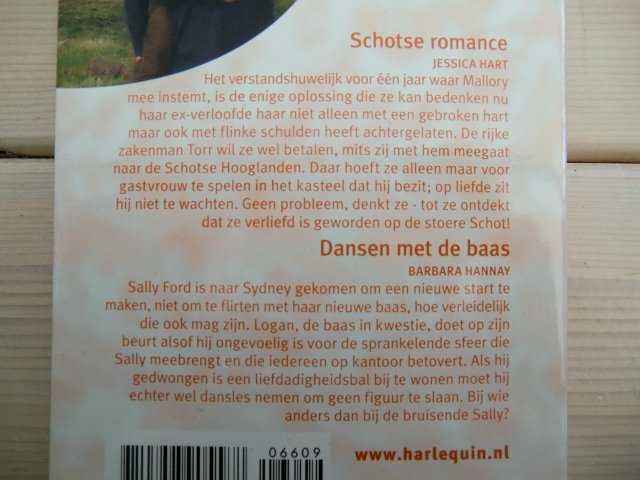 Schotse romance
JESSICA HART
Het verstandshuwelijk voor één jaar waar Mallory
mee instemt, is de enige oplossing die ze kan bedenken nu
haar ex-verloofde haar niet alleen met een gebroken hart
maar ook met flinke schulden heeft achtergelaten. De rijke
zakenman Torr wil ze wel betalen, mits zij met hem meegaat
naar de Schotse Hooglanden. Daar hoeft ze alleen maar voor
gastvrouw te spelen in het kasteel dat hij bezit; op liefde zit
hij niet te wachten. Geen probleem, denkt ze - tot ze ontdekt
dat ze verliefd is geworden op de stoere Schot!
Dansen met de baas
BARBARA HANNAY
Sally Ford is naar Sydney gekomen om een nieuwe start te
maken, niet om te flirten met haar nieuwe baas, hoe verleidelijk
die ook mag zijn. Logan, de baas in kwestie, doet op zijn
beurt alsof hij ongevoelig is voor de sprankelende sfeer die
Sally meebrengt en die iedereen op kantoor betovert. Als hij
gedwongen is een liefdadigheidsbal bij te wonen moet hij
echter wel dansles nemen om geen figuur te slaan. Bij wie
anders dan bij de bruisende Sally?
06609
www.harlequin.nl